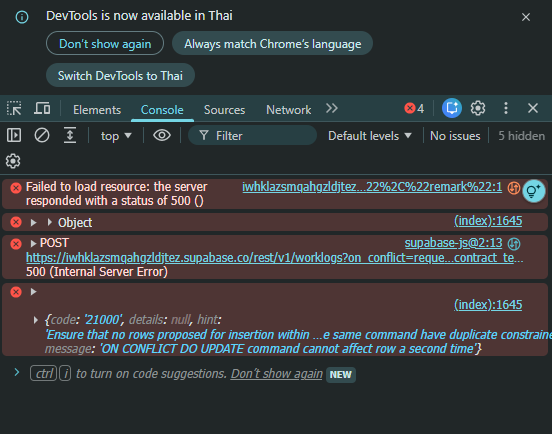 DevTools is now available in Thai
Don't show again
Always match Chrome's language
Switch DevTools to Thai
Elements
Console
Sources
Network
4
top
Filter
Default levels
No issues
5 hidden
Failed to load resource: the server iwhklazsmqahgzldjtez…22%2C%22remark%22:1
responded with a status of 500 ()
Object (index):1645
POST supabase-js@2:13
https://iwhklazsmqahgzldjtez.supabase.co/rest/v1/worklogs?on_conflict=reque…contract_te…
500 (Internal Server Error)
(index):1645
{code: '21000', details: null, hint:
'Ensure that no rows proposed for insertion within …e same command have duplicate constraine
message: 'ON CONFLICT DO UPDATE command cannot affect row a second time'}
ctrl i to turn on code suggestions. Don't show again NEW